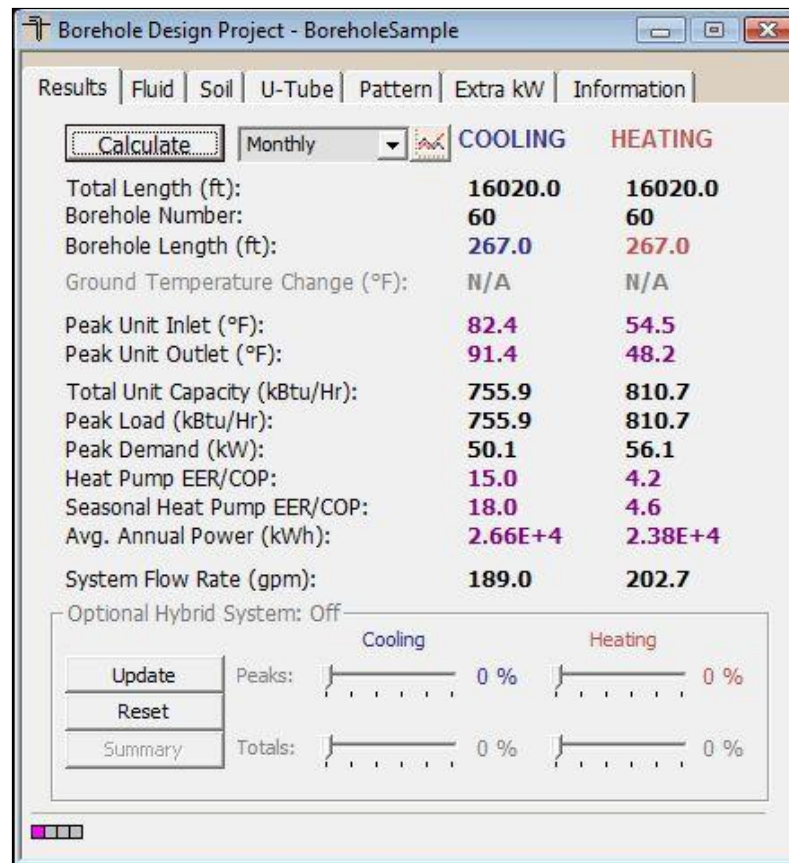 Borehole Design Project - BoreholeSample
Results Fluid Soil U-Tube Pattern Extra kW Information
Calculate Monthly COOLING HEATING
Total Length (ft): 16020.0 16020.0
Borehole Number: 60 60
Borehole Length (ft): 267.0 267.0
Ground Temperature Change (°F): N/A N/A
Peak Unit Inlet (°F): 82.4 54.5
Peak Unit Outlet (°F): 91.4 48.2
Total Unit Capacity (kBtu/Hr): 755.9 810.7
Peak Load (kBtu/Hr): 755.9 810.7
Peak Demand (kW): 50.1 56.1
Heat Pump EER/COP: 15.0 4.2
Seasonal Heat Pump EER/COP: 18.0 4.6
Avg. Annual Power (kWh): 2.66E+4 2.38E+4
System Flow Rate (gpm): 189.0 202.7
Optional Hybrid System: Off
Cooling Heating
Update Peaks: 0 % 0 %
Reset
Summary Totals: 0 % 0 %